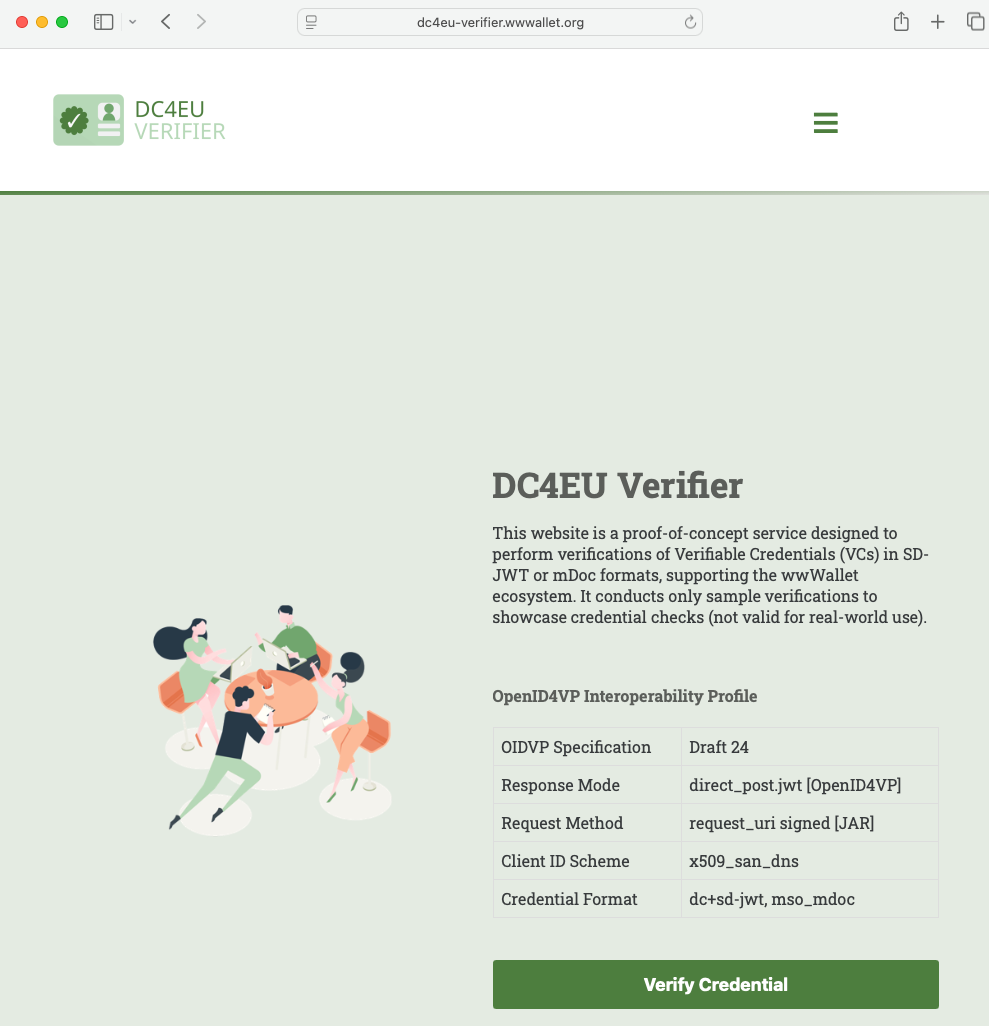 dc4eu-verifier.wwwallet.org
DC4EU
VERIFIER
DC4EU Verifier
This website is a proof-of-concept service designed to
perform verifications of Verifiable Credentials (VCs) in SD-
JWT or mDoc formats, supporting the wwWallet
ecosystem. It conducts only sample verifications to
showcase credential checks (not valid for real-world use).
OpenID4VP Interoperability Profile
OIDVP Specification Draft 24
Response Mode direct_post.jwt [OpenID4VP]
Request Method request_uri signed [JAR]
Client ID Scheme x509_san_dns
Credential Format dc+sd-jwt, mso_mdoc
Verify Credential